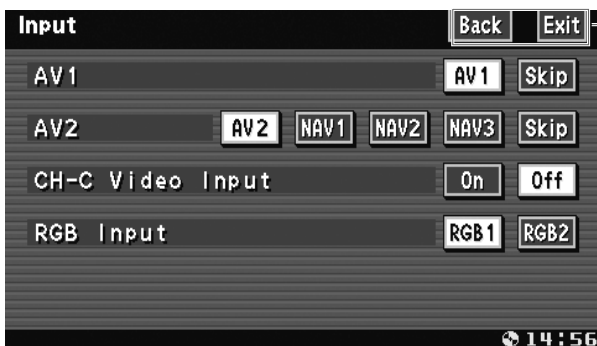 Input Back Exit
AV1 AV1 Skip
AV2 AV2 NAV1 NAV2 NAV3 Skip
CH-C Video Input On Off
RGB Input RGB1 RGB2
14:56